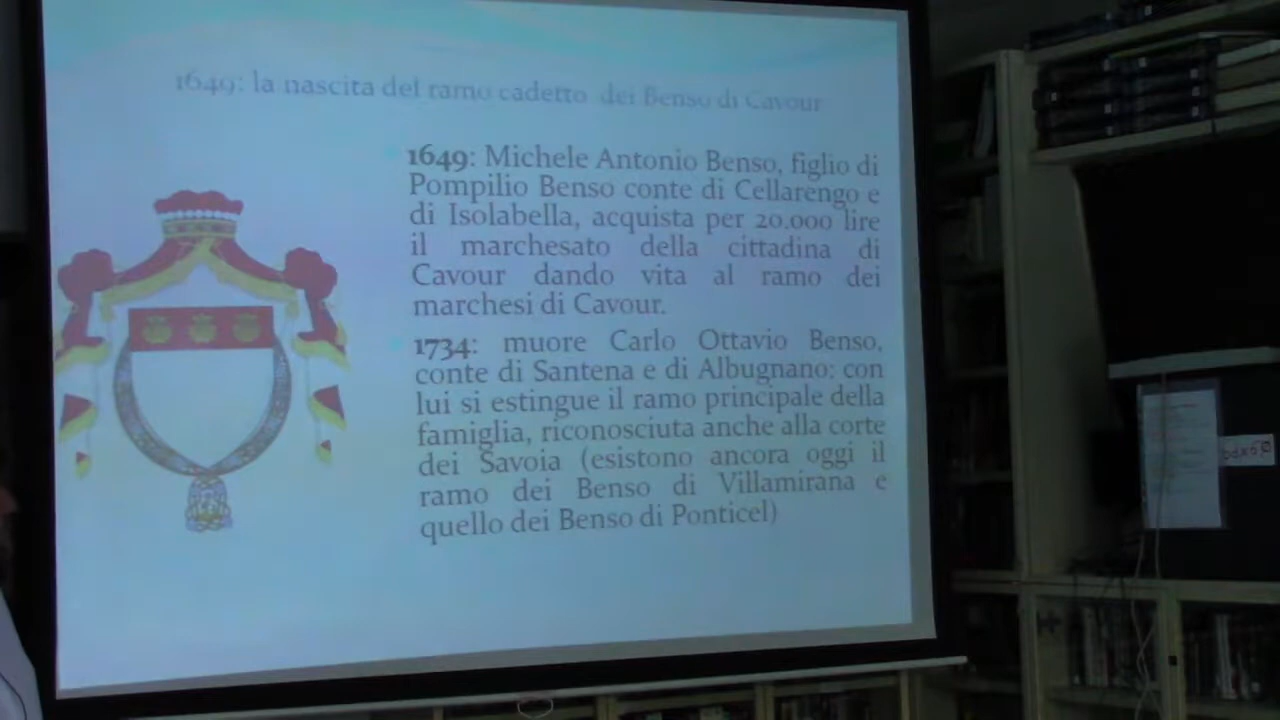 1649: la nascita del ramo cadetto dei Benso di Cavour
1649: Michele Antonio Benso, figlio di
Pompilio Benso conte di Cellarengo e
di Isolabella, acquista per 20.000 lire
il marchesato della cittadina di
Cavour dando vita al ramo dei
marchesi di Cavour.
1734: muore Carlo Ottavio Benso,
conte di Santena e di Albugnano: con
lui si estingue il ramo principale della
famiglia, riconosciuta anche alla corte
dei Savoia (esistono ancora oggi il
ramo dei Benso di Villamirana e
quello dei Benso di Ponticel)